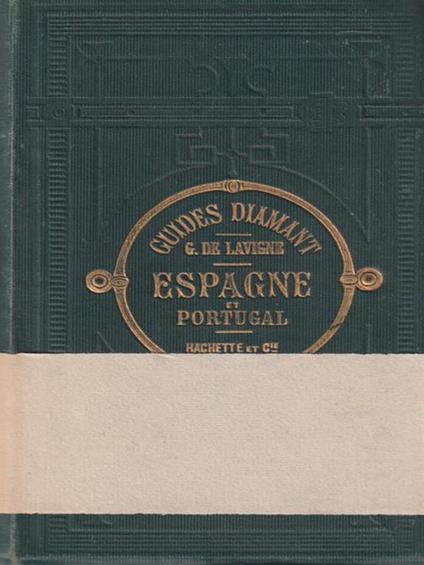 GUIDES DIAMANT
G. DE LAVIGNE
ESPAGNE
ET
PORTUGAL
HACHETTE ET CIE